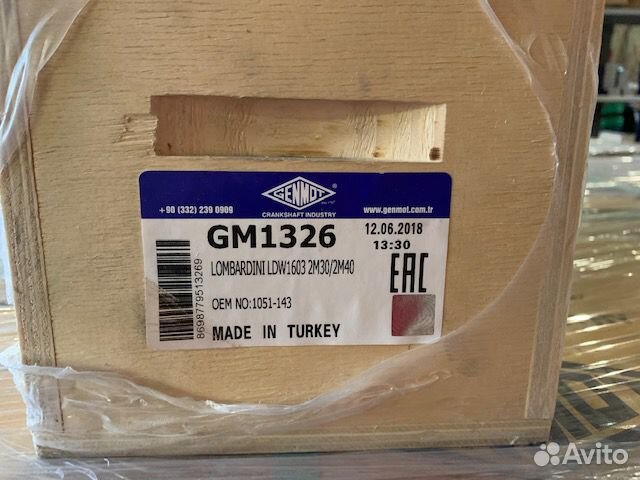 GENMOT®
+90 (332) 239 0909
CRANKSHAFT INDUSTRY
www.genmot.com.tr
GM1326
12.06.2018
13:30
LOMBARDINI LDW1603 2M30/2M40
EAC
OEM NO:1051-143
8698779513269
MADE IN TURKEY
Avito